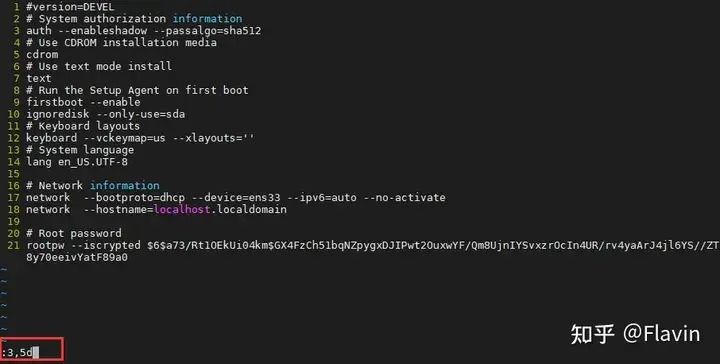 1 #version=DEVEL
2 # System authorization information
3 auth --enableshadow --passalgo=sha512
4 # Use CDROM installation media
5 cdrom
6 # Use text mode install
7 text
8 # Run the Setup Agent on first boot
9 firstboot --enable
10 ignoredisk --only-use=sda
11 # Keyboard layouts
12 keyboard --vckeymap=us --xlayouts=''
13 # System language
14 lang en_US.UTF-8
15
16 # Network information
17 network  --bootproto=dhcp --device=ens33 --ipv6=auto --no-activate
18 network  --hostname=localhost.localdomain
19
20 # Root password
21 rootpw --iscrypted $6$a73/Rt1OEkUi04km$GX4FzCh51bqNZpygxDJIPwt2OuxwYF/Qm8UjnIYSvxzrOcIn4UR/rv4yaArJ4jl6YS//ZT
8y70eeivYatF89a0
~
~
~
~
~
~
~
:3,5d
知乎 @Flavin